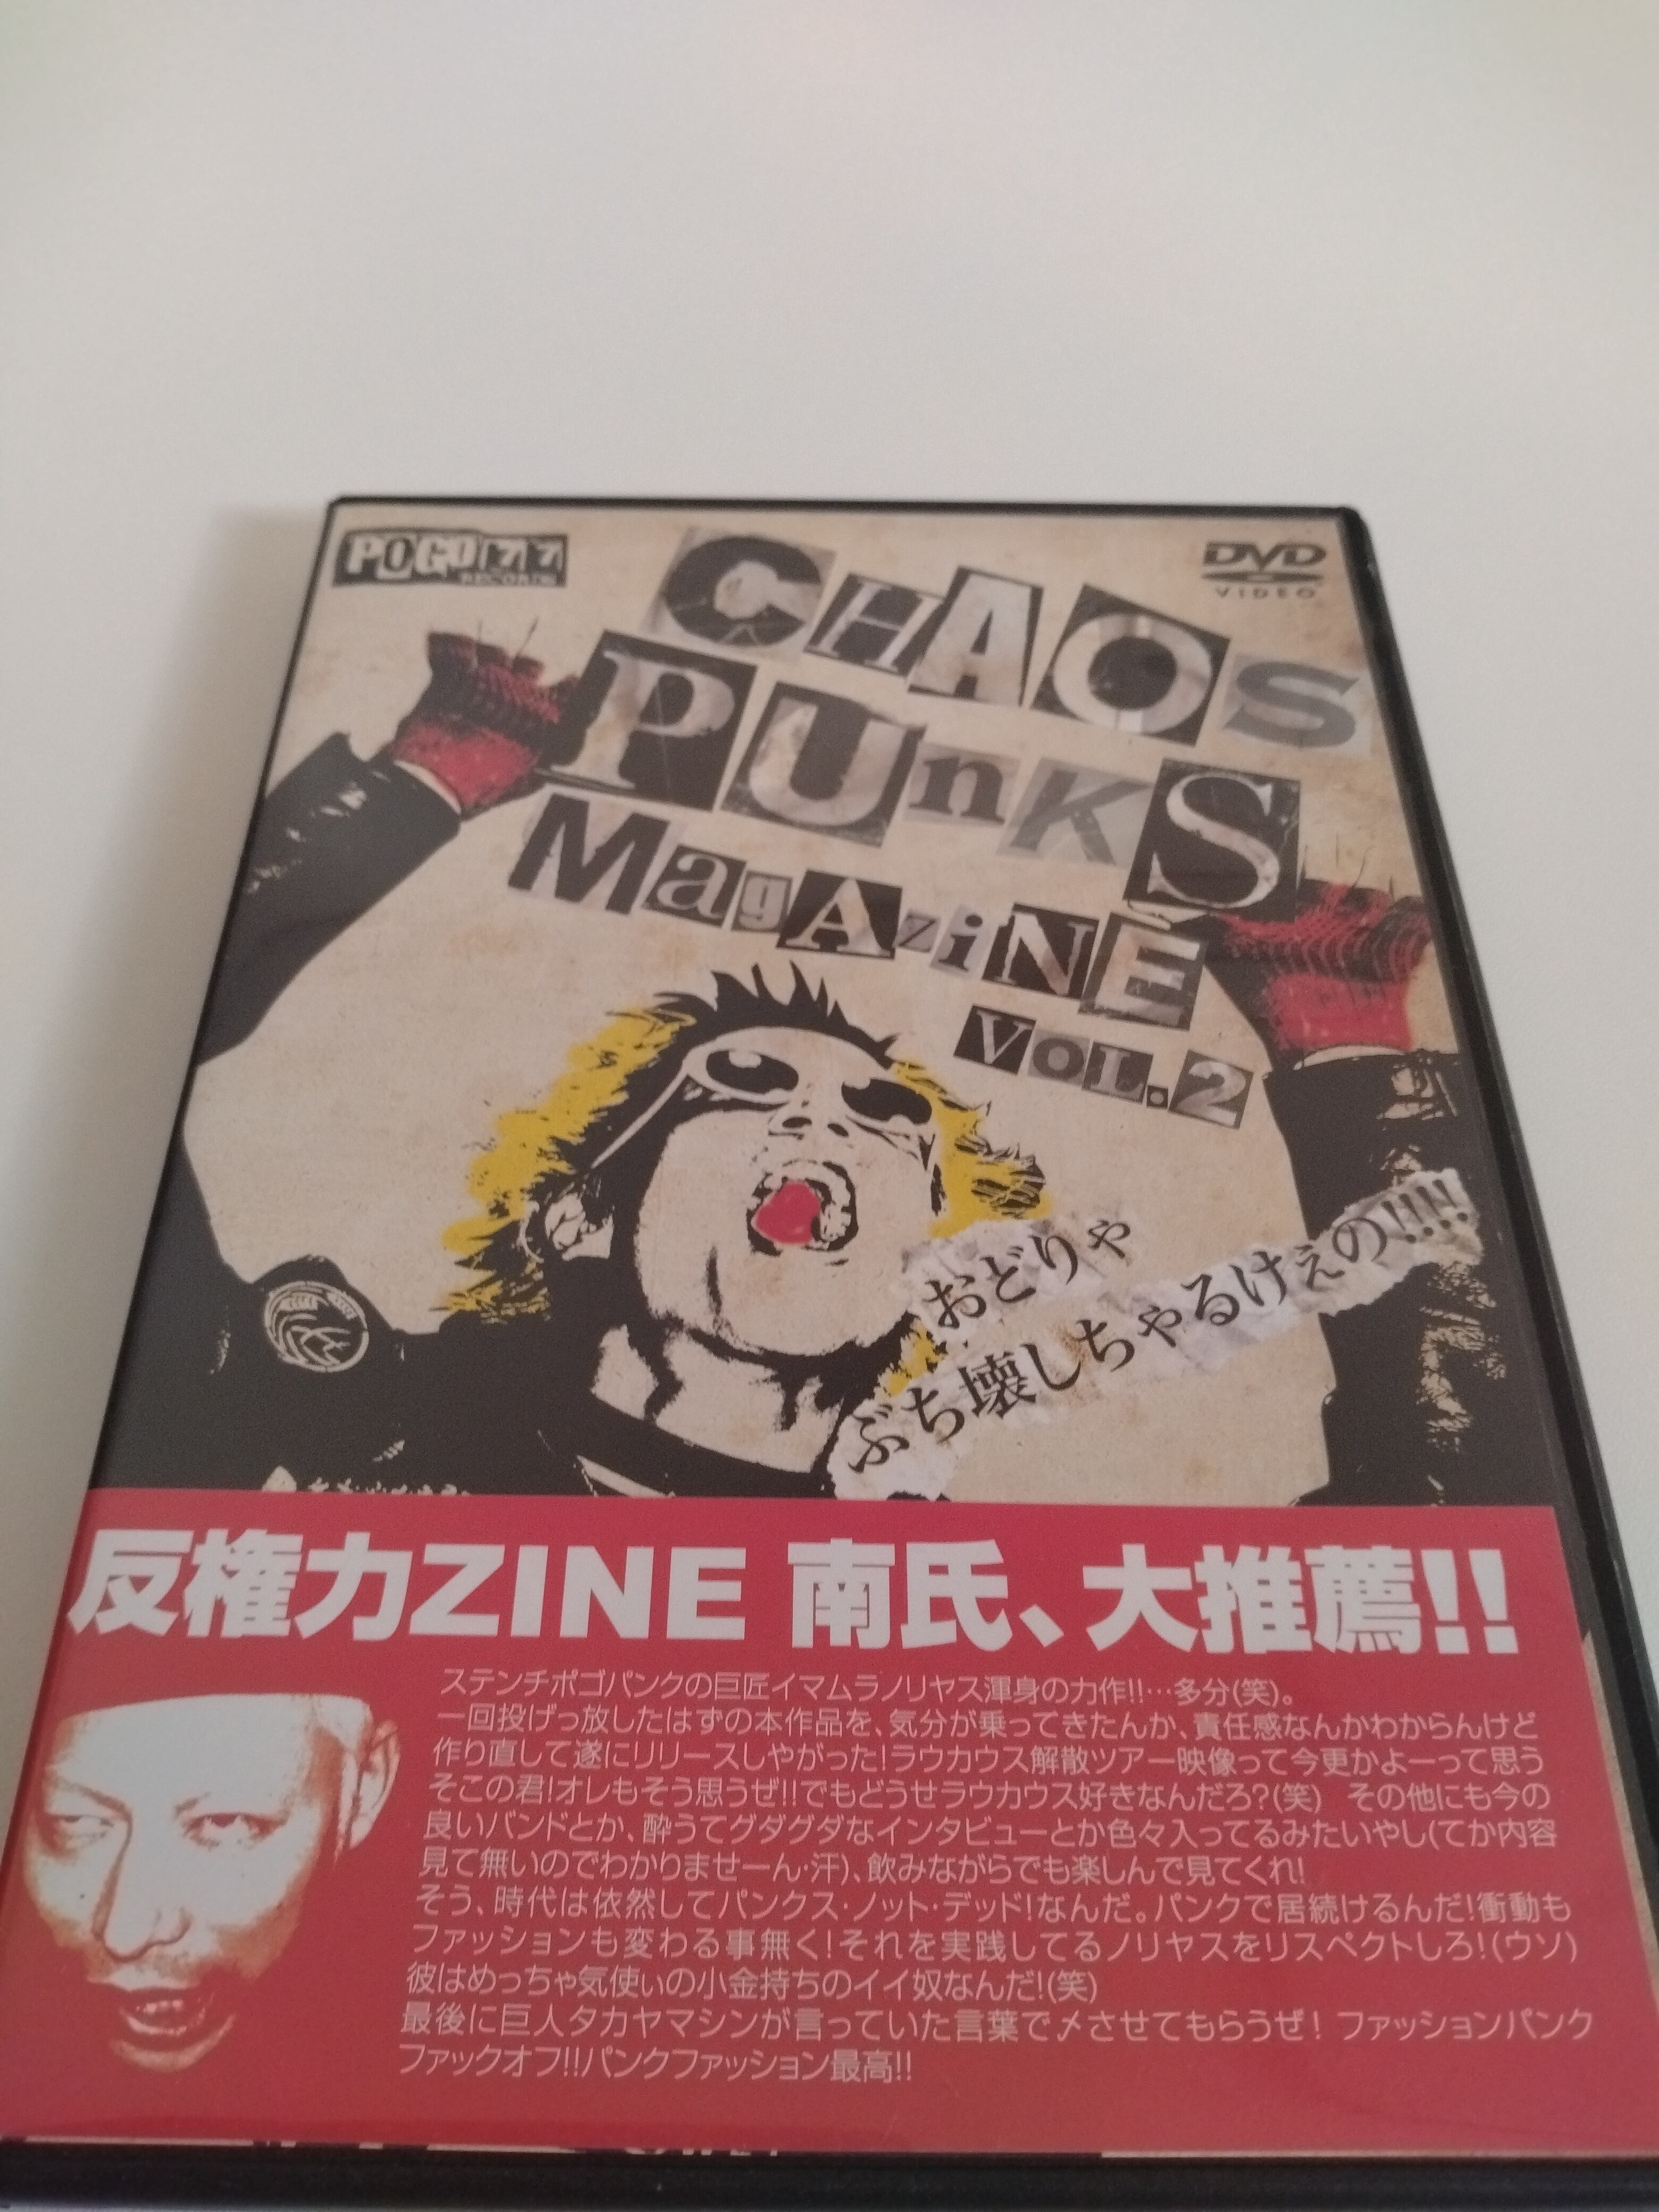 POGO 77
RECORDS
DVD
VIDEO
CHAOS
PUnKS
MagAziNE
VOL.2
おどりゃ
ぶち壊しちゃるけぇの!!!!
反権力ZINE 南氏、大推薦!!
ステンチポゴパンクの巨匠イマムラノリヤス渾身の力作!!…多分(笑)。
一回投げっ放したはずの本作品を、気分が乗ってきたんか、責任感なんかわからんけど
作り直して遂にリリースしやがった!ラウカウス解散ツアー映像って今更かよーって思う
そこの君!オレもそう思うぜ!!でもどうせラウカウス好きなんだろ?(笑) その他にも今の
良いバンドとか、酔うてグダグダなインタビューとか色々入ってるみたいやし(てか内容
見て無いのでわかりませーん・汗)、飲みながらでも楽しんで見てくれ!
そう、時代は依然してパンクス・ノット・デッド!なんだ。パンクで居続けるんだ!衝動も
ファッションも変わる事無く!それを実践してるノリヤスをリスペクトしろ!(ウソ)
彼はめっちゃ気使いの小金持ちのイイ奴なんだ!(笑)
最後に巨人タカヤマシンが言っていた言葉で〆させてもらうぜ! ファッションパンク
ファックオフ!!パンクファッション最高!!